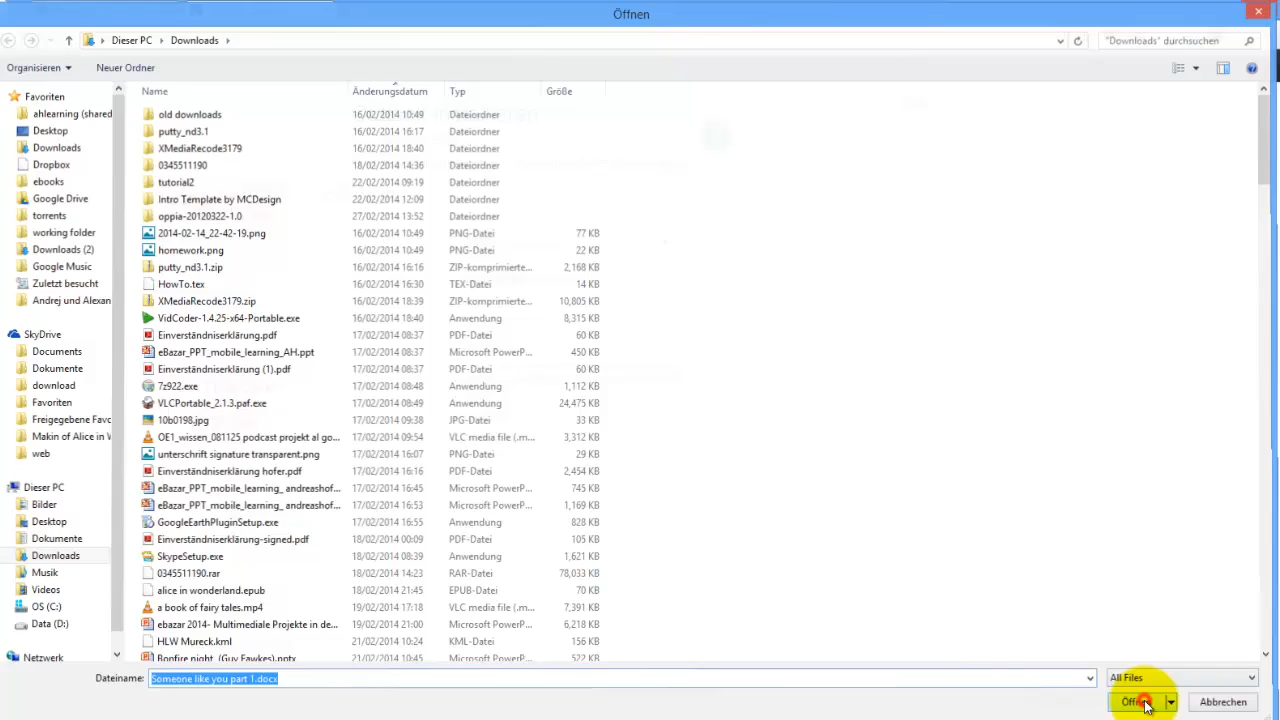 Öffnen
Dieser PC Downloads
"Downloads" durchsuchen
Organisieren Neuer Ordner
Name Änderungsdatum Typ Größe
Favoriten
ahlearning (shared
Desktop
Downloads
Dropbox
ebooks
Google Drive
torrents
working folder
Downloads (2)
Google Music
Zuletzt besucht
Andrej und Alexan
SkyDrive
Documents
Dokumente
download
Favoriten
Freigegebene Favc
Makin of Alice in W
web
Dieser PC
Bilder
Desktop
Dokumente
Downloads
Musik
Videos
OS (C:)
Data (D:)
Netzwerk
old downloads 16/02/2014 10:49 Dateiordner
putty_nd3.1 16/02/2014 16:17 Dateiordner
XMediaRecode3179 16/02/2014 18:40 Dateiordner
0345511190 18/02/2014 14:36 Dateiordner
tutorial2 22/02/2014 09:19 Dateiordner
Intro Template by MCDesign 22/02/2014 12:09 Dateiordner
oppia-20120322-1.0 27/02/2014 13:52 Dateiordner
2014-02-14_22-42-19.png 16/02/2014 10:49 PNG-Datei 77 KB
homework.png 16/02/2014 10:49 PNG-Datei 22 KB
putty_nd3.1.zip 16/02/2014 16:16 ZIP-komprimierte... 2,168 KB
HowTo.tex 16/02/2014 16:30 TEX-Datei 14 KB
XMediaRecode3179.zip 16/02/2014 18:39 ZIP-komprimierte... 10,805 KB
VidCoder-1.4.25-x64-Portable.exe 16/02/2014 18:40 Anwendung 8,315 KB
Einverständniserklärung.pdf 17/02/2014 08:37 PDF-Datei 60 KB
eBazar_PPT_mobile_learning_AH.ppt 17/02/2014 08:37 Microsoft PowerP... 450 KB
Einverständniserklärung (1).pdf 17/02/2014 08:37 PDF-Datei 60 KB
7z922.exe 17/02/2014 08:48 Anwendung 1,112 KB
VLCPortable_2.1.3.paf.exe 17/02/2014 08:49 Anwendung 24,475 KB
10b0198.jpg 17/02/2014 09:38 JPG-Datei 33 KB
OE1_wissen_081125 podcast projekt al go... 17/02/2014 09:54 VLC media file (.m... 3,312 KB
unterschrift signature transparent.png 17/02/2014 16:07 PNG-Datei 29 KB
Einverständniserklärung hofer.pdf 17/02/2014 16:16 PDF-Datei 2,454 KB
eBazar_PPT_mobile_learning_ andreashof... 17/02/2014 16:45 Microsoft PowerP... 745 KB
eBazar_PPT_mobile_learning_ andreashof... 17/02/2014 16:53 Microsoft PowerP... 1,169 KB
GoogleEarthPluginSetup.exe 17/02/2014 16:55 Anwendung 828 KB
Einverständniserklärung-signed.pdf 18/02/2014 00:09 PDF-Datei 105 KB
SkypeSetup.exe 18/02/2014 08:39 Anwendung 1,621 KB
0345511190.rar 18/02/2014 14:23 RAR-Datei 78,033 KB
alice in wonderland.epub 18/02/2014 21:45 EPUB-Datei 70 KB
a book of fairy tales.mp4 19/02/2014 17:18 VLC media file (.m... 7,391 KB
ebazar 2014- Multimediale Projekte in de... 19/02/2014 21:00 Microsoft PowerP... 6,218 KB
HLW Mureck.kml 21/02/2014 10:24 KML-Datei 156 KB
Bonfire night (Guy Fawkes).pptx 21/02/2014 10:45 Microsoft PowerP... 522 KB
Dateiname: Someone like you part 1.docx All Files
Öffnen Abbrechen